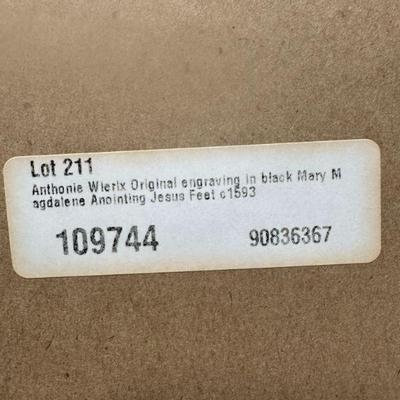 Lot 211
Anthonie Wierix Original engraving in black Mary M
agdalene Anointing Jesus Feet c1593
109744 90836367